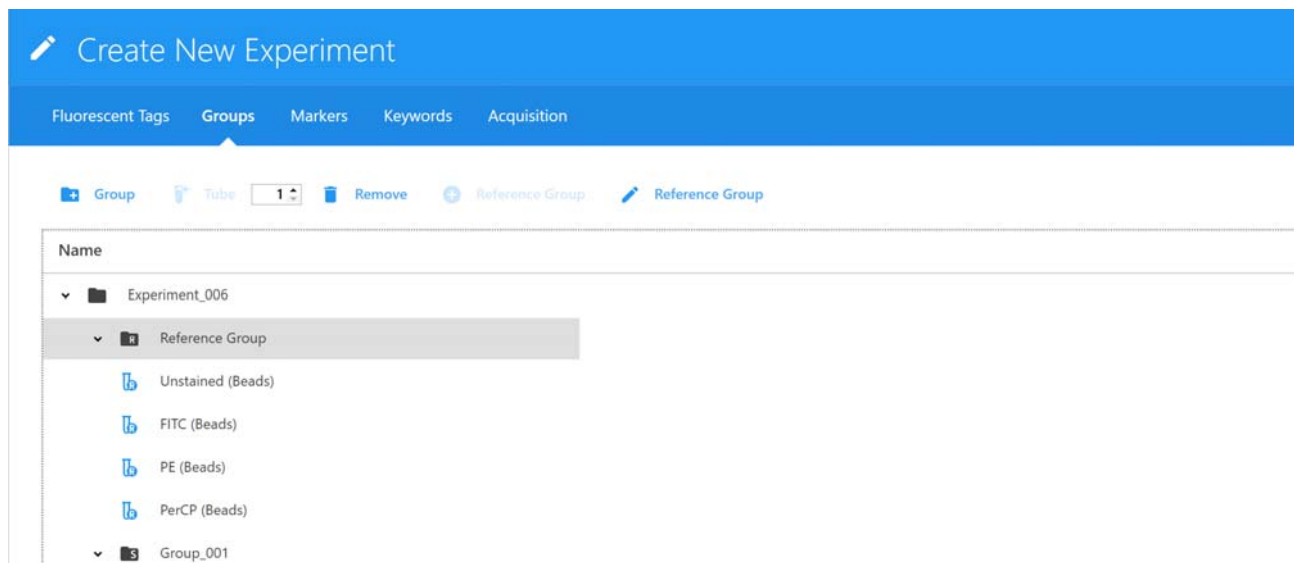 Create New Experiment
Fluorescent Tags Groups Markers Keywords Acquisition
Group Tube 1 Remove Reference Group Reference Group
Name
Experiment_006
R Reference Group
Unstained (Beads)
FITC (Beads)
PE (Beads)
PerCP (Beads)
S Group_001